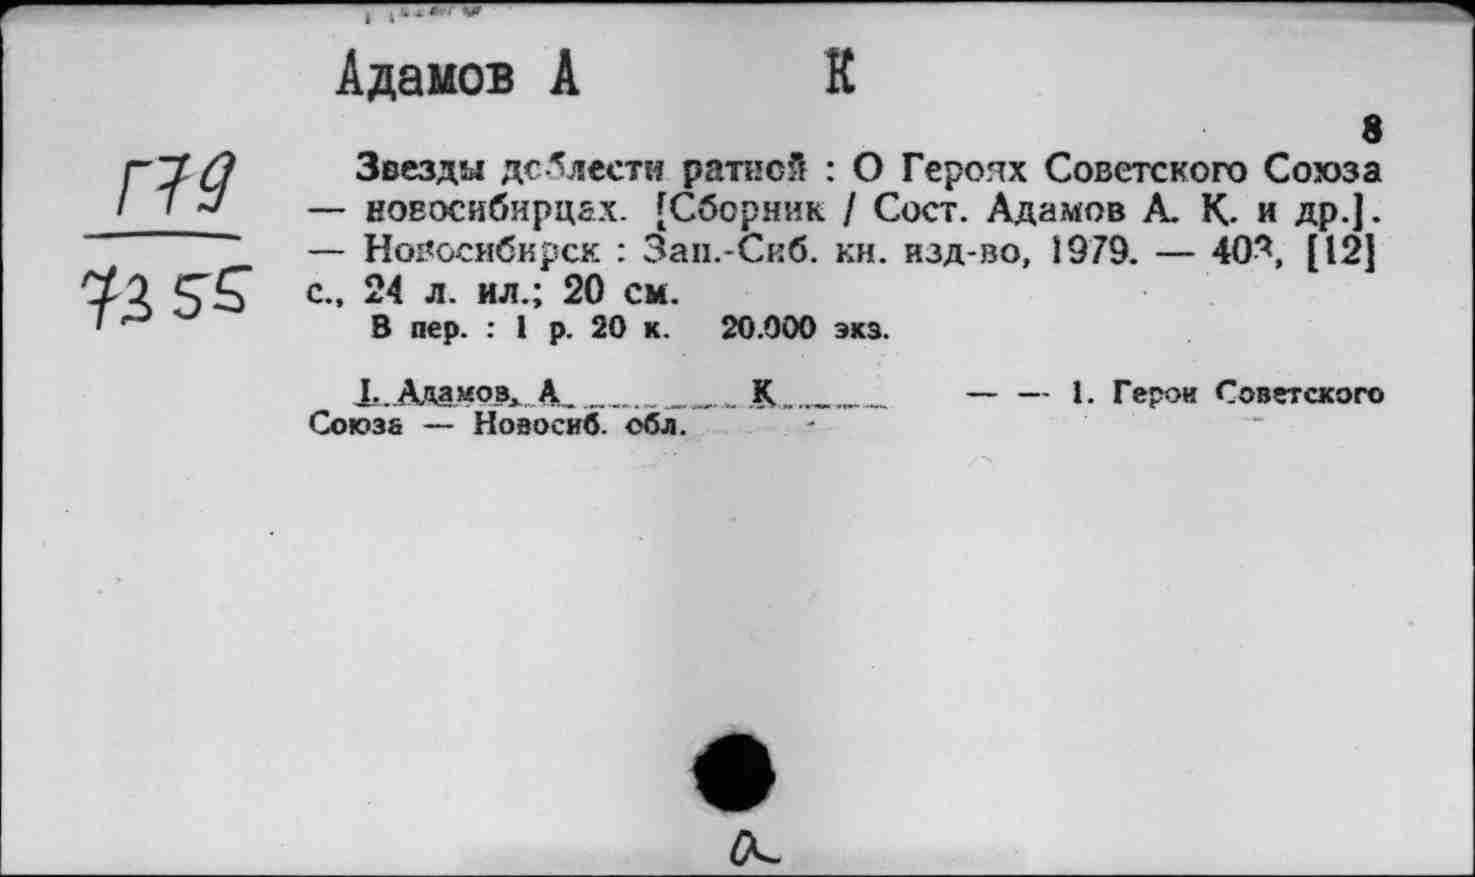 Адамов А К
8
Г79
7355
Звезды доблести ратной : О Героях Советского Союза
— новосибирцах. [Сборник / Сост. Адамов А. К. и др.].
— Новосибирск : Зап.-Сиб. кн. изд-во, 1979. — 403, [12]
с., 24 л. ил.; 20 см.
В пер. : 1 р. 20 к. 20.000 экз.
I. Адамов, А К — — 1. Герои Советского
Союза — Новосиб. обл.